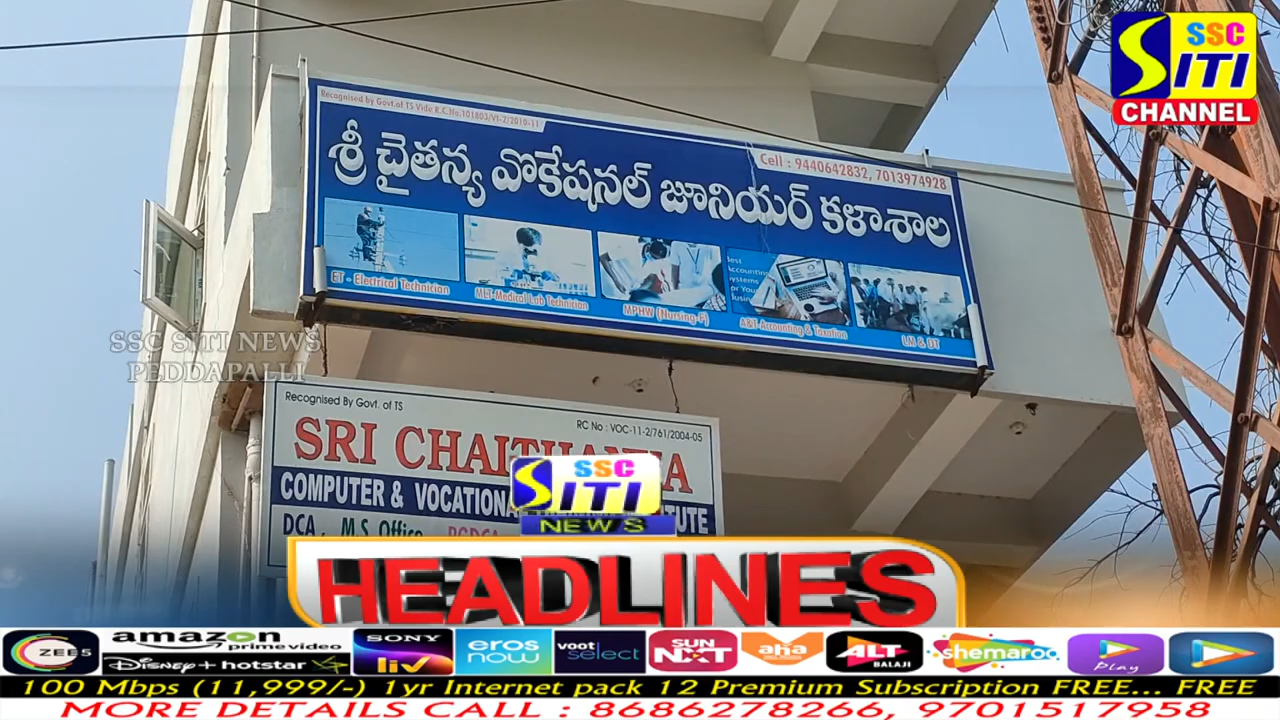 SSC
SITI
CHANNEL
Recognised by Govt.of TS Vide R.C.No.101803/VI-2/2010-11
Cell : 9440642832, 7013974928
శ్రీ చైతన్య వొకేషనల్ జూనియర్ కళాశాల
ET - Electrical Technician
MLT-Medical Lab Technician
MPHW (Nursing-F)
A&T-Accounting & Taxation
LM & DT
SSC SITI NEWS
PEDDAPALLI
Recognised By Govt. of TS
RC No : VOC-11-2/761/2004-05
SRI CHAITHANYA
COMPUTER & VOCATIONAL
DCA , M.S. Office
SSC
SITI
NEWS
HEADLINES
ZEE5
amazon
prime video
Disney+ hotstar
SONY
liv
eros
now
voot
select
SUN
NXT
aha
ALT
BALAJI
shemaroo
Play
100 Mbps (11,999/-) 1yr Internet pack 12 Premium Subscription FREE... FREE
MORE DETAILS CALL : 8686278266, 9701517958